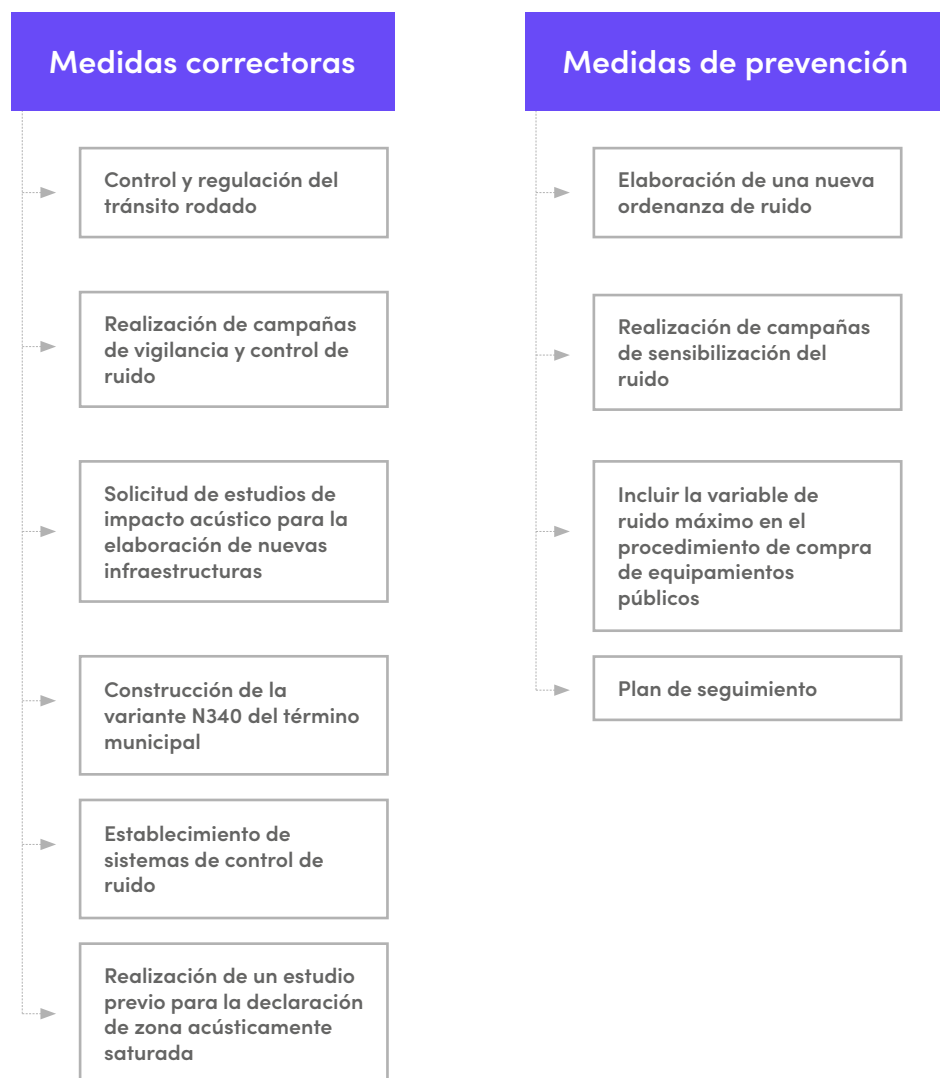 Medidas correctoras
Control y regulación del
tránsito rodado
Realización de campañas
de vigilancia y control de
ruido
Solicitud de estudios de
impacto acústico para la
elaboración de nuevas
infraestructuras
Construcción de la
variante N340 del término
municipal
Establecimiento de
sistemas de control de
ruido
Realización de un estudio
previo para la declaración
de zona acústicamente
saturada
Medidas de prevención
Elaboración de una nueva
ordenanza de ruido
Realización de campañas
de sensibilización del
ruido
Incluir la variable de
ruido máximo en el
procedimiento de compra
de equipamientos
públicos
Plan de seguimiento